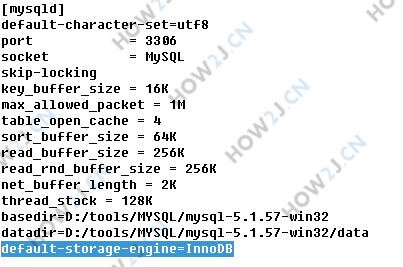 [mysqld]
default-character-set=utf8
port            = 3306
socket          = MySQL
skip-locking
key_buffer_size = 16K
max_allowed_packet = 1M
table_open_cache = 4
sort_buffer_size = 64K
read_buffer_size = 256K
read_rnd_buffer_size = 256K
net_buffer_length = 2K
thread_stack = 128K
basedir=D:/tools/MYSQL/mysql-5.1.57-win32
datadir=D:/tools/MYSQL/mysql-5.1.57-win32/data
default-storage-engine=InnoDB
HOW2J.CN
HOW2J.CN
HOW2J.CN
HOW2J.CN